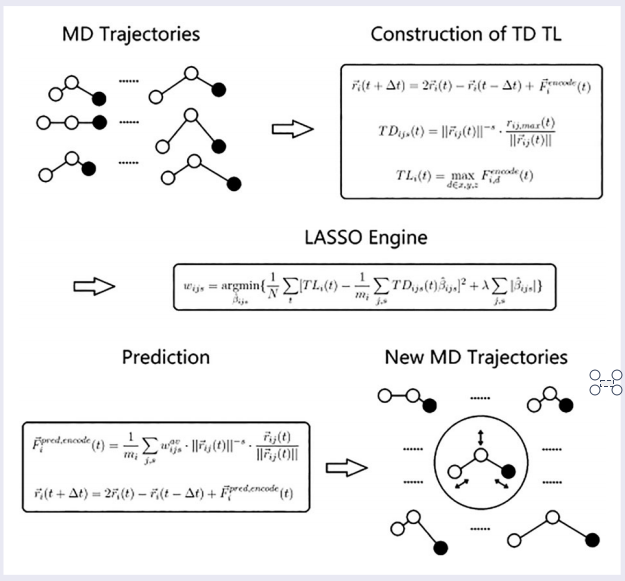 MD Trajectories
Construction of TD TL
$\vec{r}_i(t + \Delta t) = 2\vec{r}_i(t) - \vec{r}_i(t - \Delta t) + \vec{F}_i^{encode}(t)$
$TD_{ijs}(t) = ||\vec{r}_{ij}(t)||^{-s} \cdot \frac{r_{ij,max}(t)}{||\vec{r}_{ij}(t)||}$
$TL_i(t) = \max_{d \in x,y,z} F_{i,d}^{encode}(t)$
LASSO Engine
$w_{ijs} = \underset{\hat{\beta}_{ijs}}{\mathrm{argmin}}\{\frac{1}{N}\sum_t [TL_i(t) - \frac{1}{m_i}\sum_{j,s} TD_{ijs}(t)\hat{\beta}_{ijs}]^2 + \lambda \sum_{j,s} |\hat{\beta}_{ijs}|\}$
Prediction
New MD Trajectories
$\vec{F}_i^{pred,encode}(t) = \frac{1}{m_i}\sum_{j,s} w_{ijs}^{av} \cdot ||\vec{r}_{ij}(t)||^{-s} \cdot \frac{\vec{r}_{ij}(t)}{||\vec{r}_{ij}(t)||}$
$\vec{r}_i(t + \Delta t) = 2\vec{r}_i(t) - \vec{r}_i(t - \Delta t) + \vec{F}_i^{pred,encode}(t)$